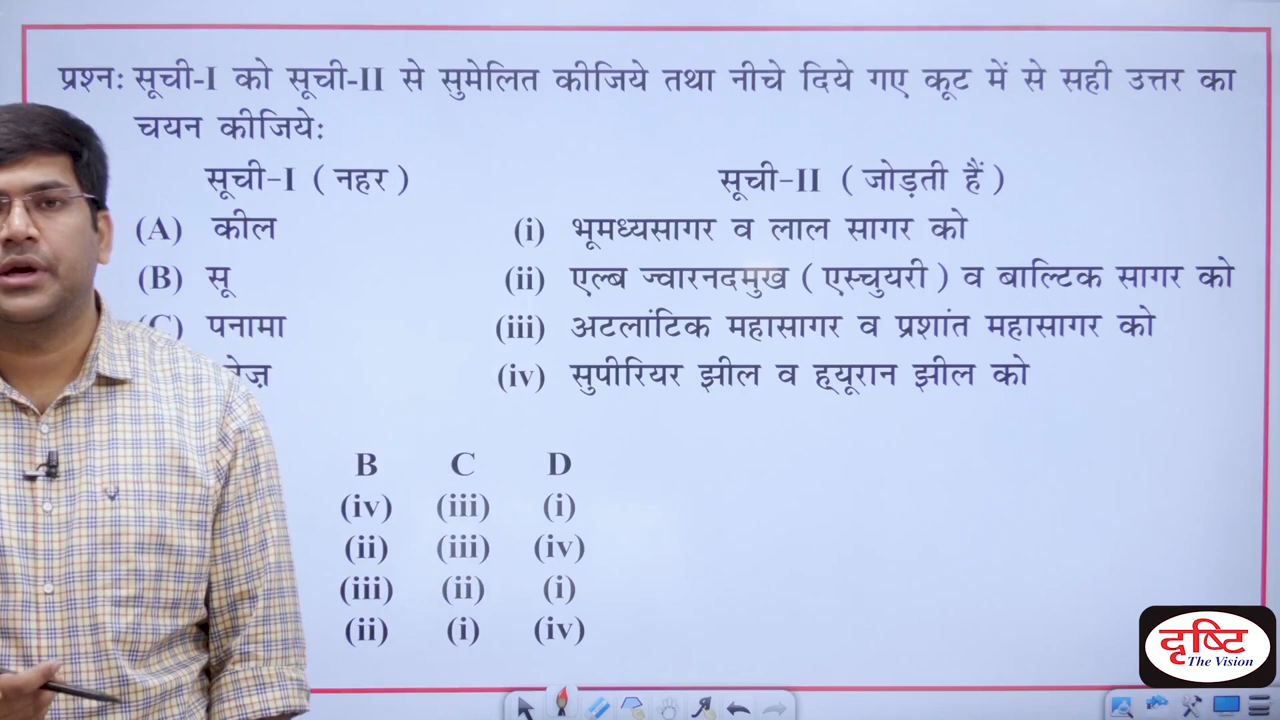 प्रश्नः सूची-I को सूची-II से सुमेलित कीजिये तथा नीचे दिये गए कूट में से सही उत्तर का
चयन कीजियेः
सूची-I ( नहर ) सूची-II ( जोड़ती हैं )
(A) कील (i) भूमध्यसागर व लाल सागर को
(B) सू (ii) एल्ब ज्वारनदमुख ( एस्चुयरी ) व बाल्टिक सागर को
(C) पनामा (iii) अटलांटिक महासागर व प्रशांत महासागर को
(iv) सुपीरियर झील व ह्यूरान झील को
B C D
(iv) (iii) (i)
(ii) (iii) (iv)
(iii) (ii) (i)
(ii) (i) (iv)
दृष्टि
The Vision